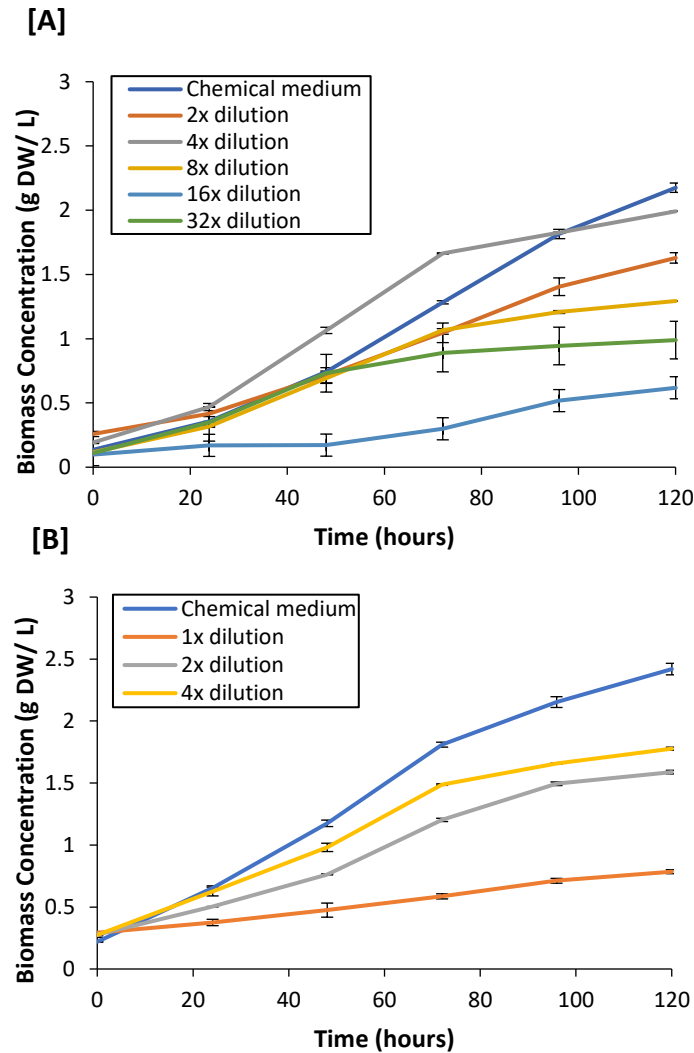 [A]
Biomass Concentration (g DW/ L)
3
2.5
2
1.5
1
0.5
0
Chemical medium
2x dilution
4x dilution
8x dilution
16x dilution
32x dilution
0 20 40 60 80 100 120
Time (hours)
[B]
Biomass Concentration (g DW/ L)
3
2.5
2
1.5
1
0.5
0
Chemical medium
1x dilution
2x dilution
4x dilution
0 20 40 60 80 100 120
Time (hours)